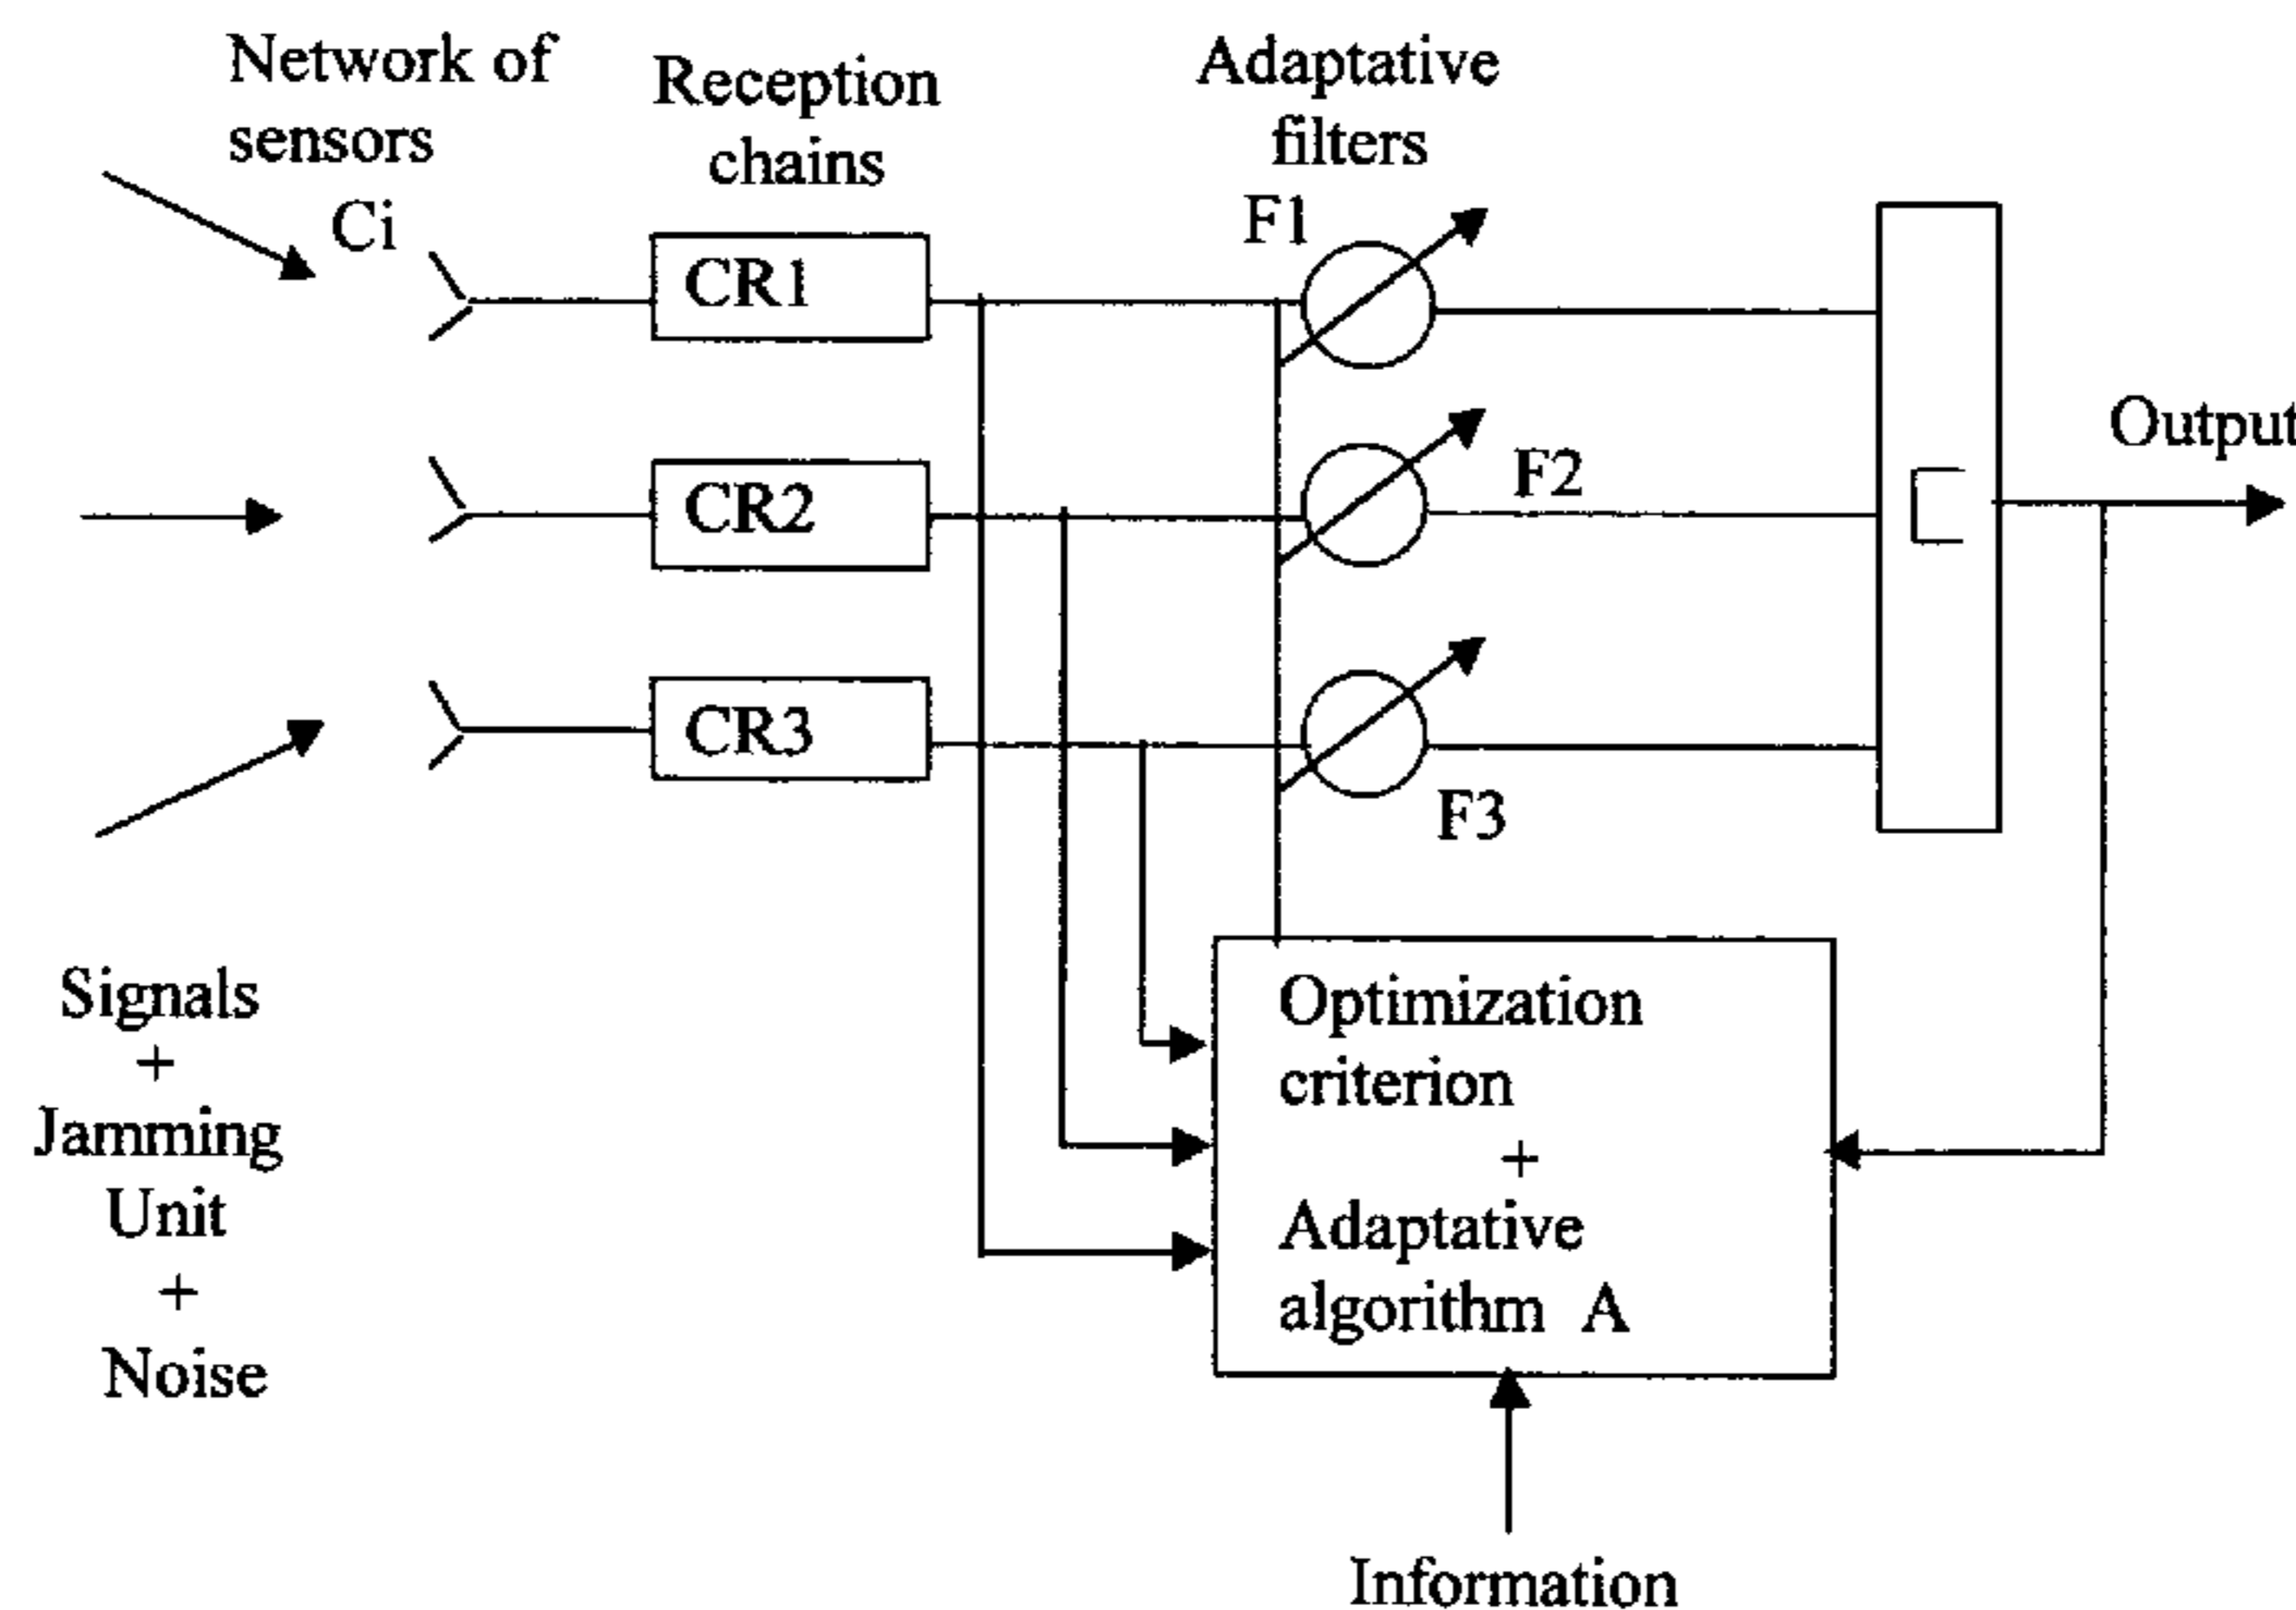 Network of
sensors
Ci
Reception
chains
Adaptative
filters
F1
CR1
CR2
CR3
F2
F3
Output
Signals
+
Jamming
Unit
+
Noise
Optimization
criterion
+
Adaptative
algorithm A
Information